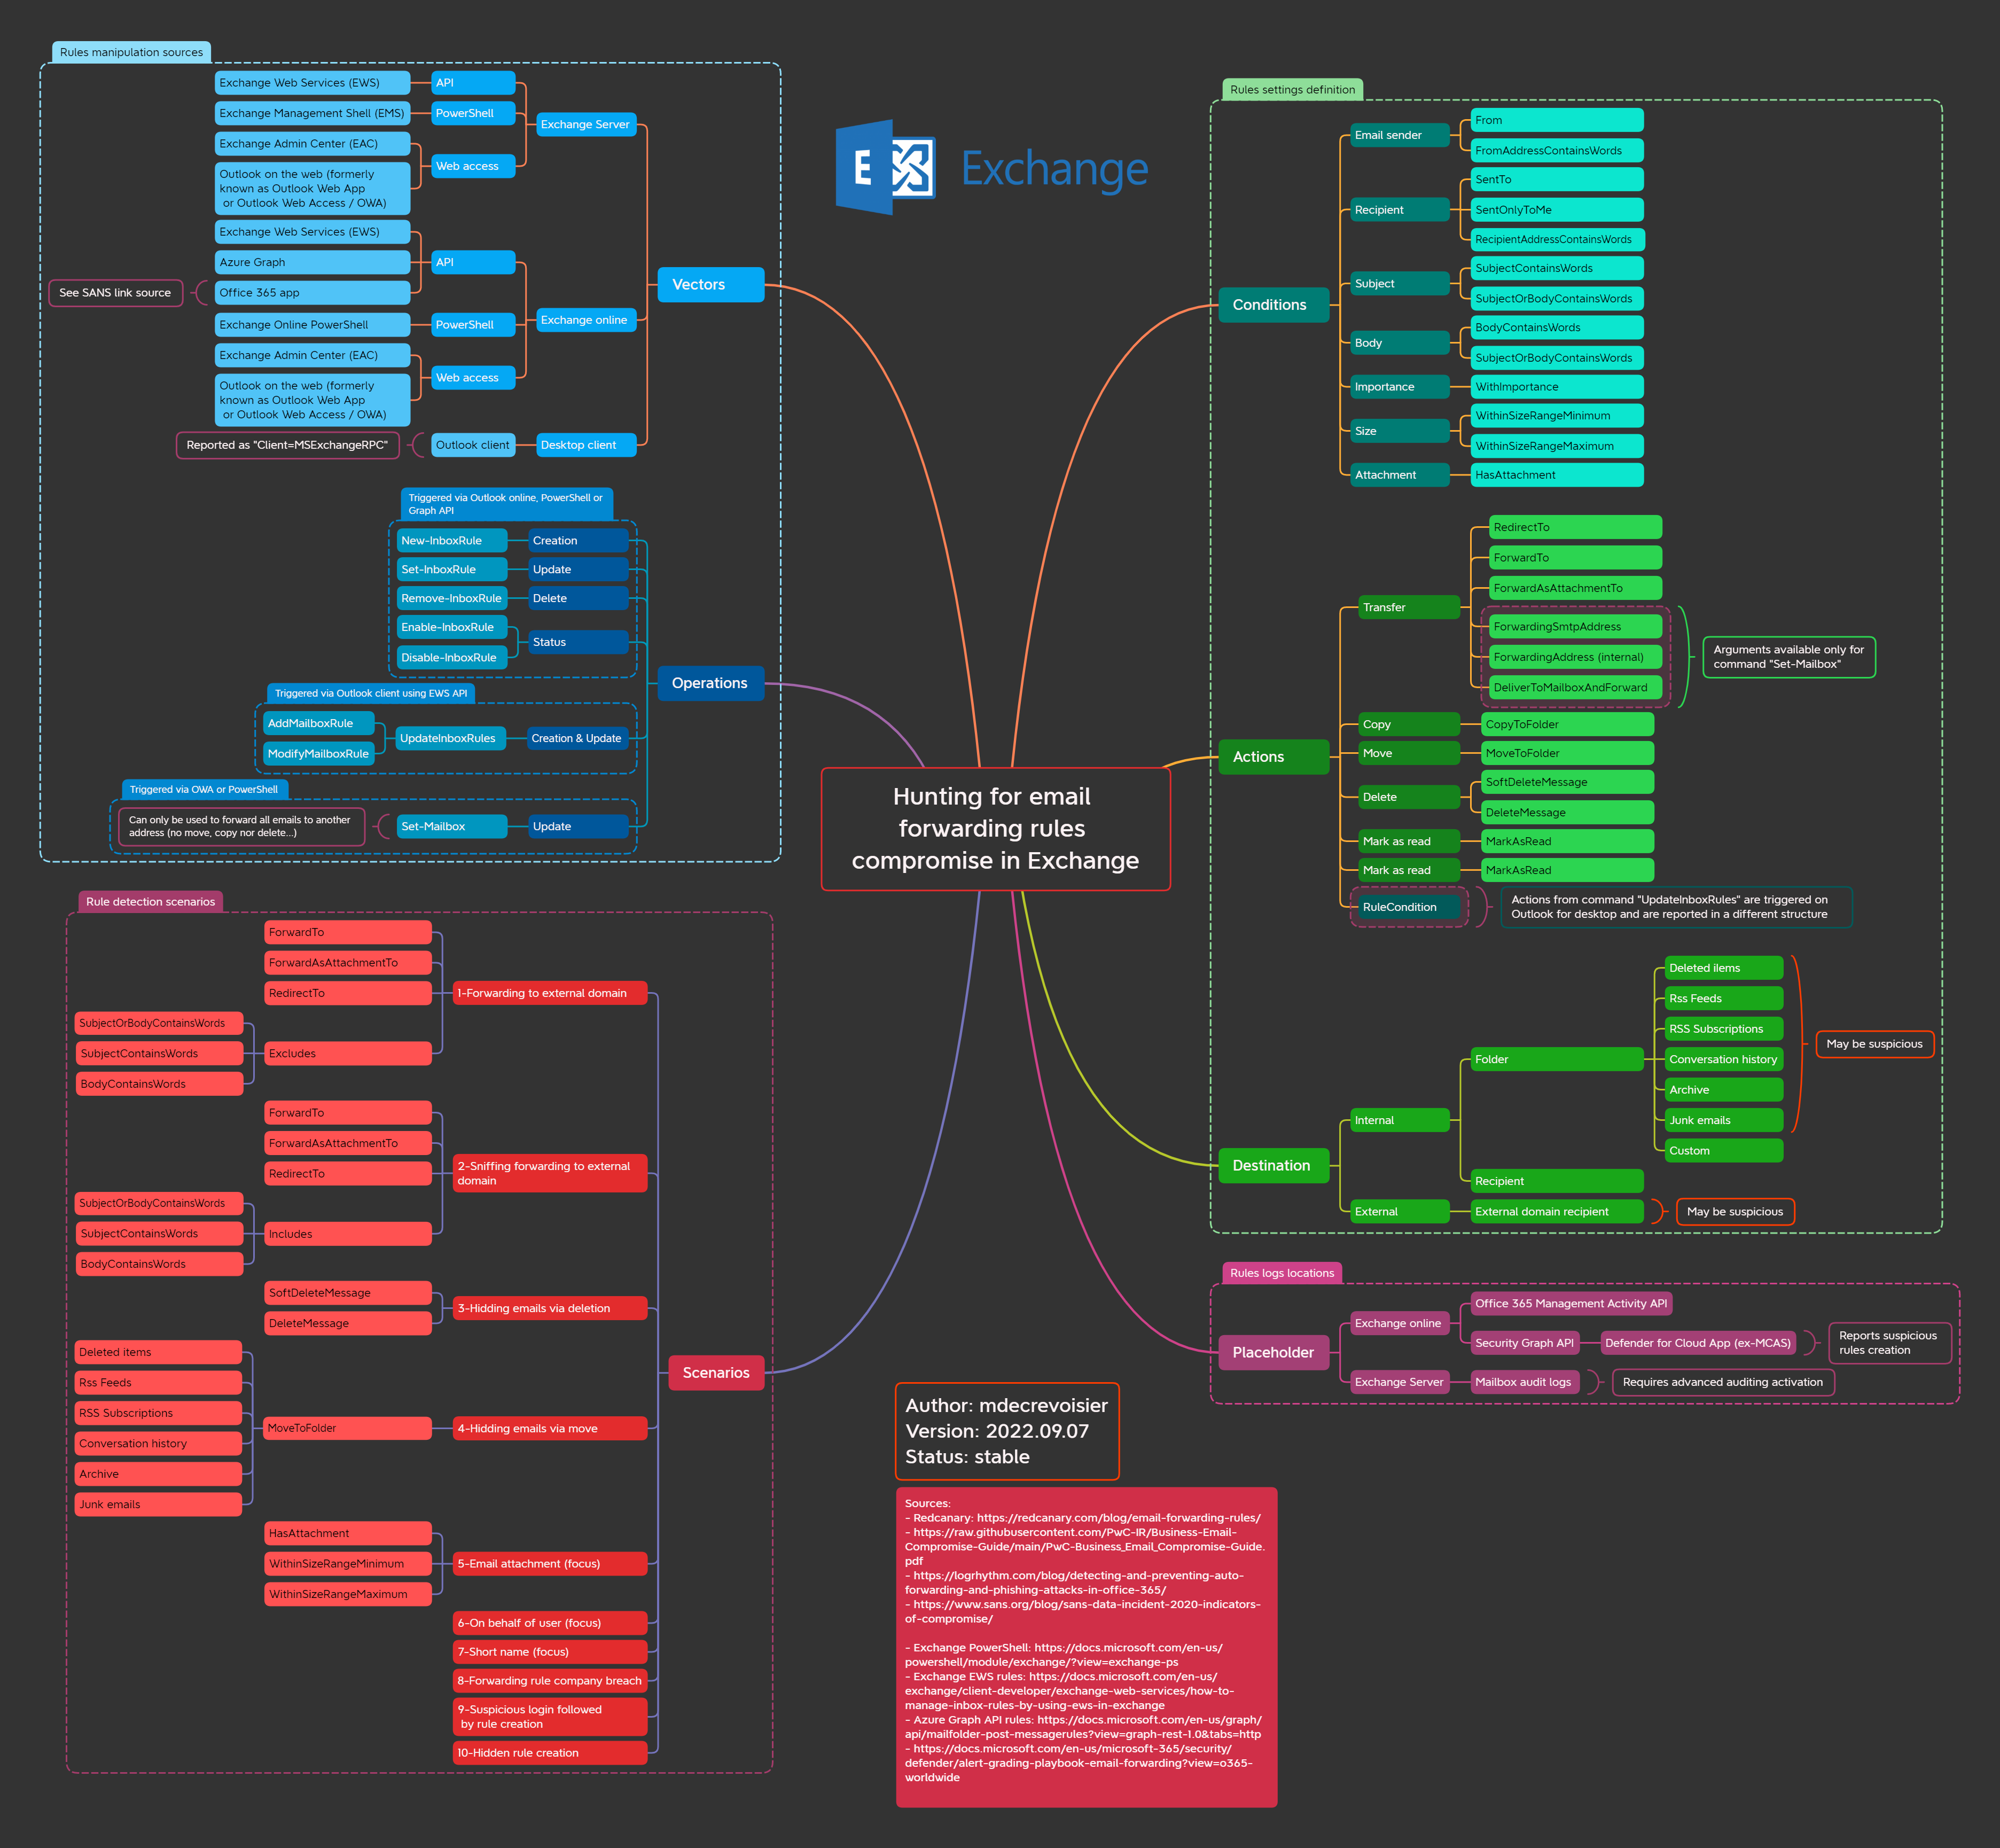 Rules manipulation sources
Exchange Web Services (EWS)
API
Exchange Management Shell (EMS)
PowerShell
Exchange Server
Exchange Admin Center (EAC)
Web access
Outlook on the web (formerly
known as Outlook Web App
or Outlook Web Access / OWA)
Exchange Web Services (EWS)
Azure Graph
API
See SANS link source
Office 365 app
Vectors
Exchange Online PowerShell
PowerShell
Exchange online
Exchange Admin Center (EAC)
Web access
Outlook on the web (formerly
known as Outlook Web App
or Outlook Web Access / OWA)
Reported as "Client=MSExchangeRPC"
Outlook client
Desktop client
Triggered via Outlook online, PowerShell or
Graph API
New-InboxRule
Creation
Set-InboxRule
Update
Remove-InboxRule
Delete
Enable-InboxRule
Status
Disable-InboxRule
Operations
Triggered via Outlook client using EWS API
AddMailboxRule
UpdateInboxRules
Creation & Update
ModifyMailboxRule
Triggered via OWA or PowerShell
Can only be used to forward all emails to another
address (no move, copy nor delete...)
Set-Mailbox
Update
E
Exchange
Hunting for email
forwarding rules
compromise in Exchange
Rules settings definition
Email sender
From
FromAddressContainsWords
Recipient
SentTo
SentOnlyToMe
RecipientAddressContainsWords
Subject
SubjectContainsWords
SubjectOrBodyContainsWords
Conditions
Body
BodyContainsWords
SubjectOrBodyContainsWords
Importance
WithImportance
Size
WithinSizeRangeMinimum
WithinSizeRangeMaximum
Attachment
HasAttachment
RedirectTo
ForwardTo
ForwardAsAttachmentTo
Transfer
ForwardingSmtpAddress
ForwardingAddress (internal)
DeliverToMailboxAndForward
Arguments available only for
command "Set-Mailbox"
Copy
CopyToFolder
Actions
Move
MoveToFolder
Delete
SoftDeleteMessage
DeleteMessage
Mark as read
MarkAsRead
Mark as read
MarkAsRead
RuleCondition
Actions from command "UpdateInboxRules" are triggered on
Outlook for desktop and are reported in a different structure
Deleted ilems
Rss Feeds
RSS Subscriptions
May be suspicious
Folder
Conversation history
Archive
Internal
Junk emails
Custom
Destination
Recipient
External
External domain recipient
May be suspicious
Rules logs locations
Office 365 Management Activity API
Exchange online
Security Graph API
Defender for Cloud App (ex-MCAS)
Reports suspicious
rules creation
Placeholder
Exchange Server
Mailbox audit logs
Requires advanced auditing activation
Rule detection scenarios
ForwardTo
ForwardAsAttachmentTo
RedirectTo
1-Forwarding to external domain
SubjectOrBodyContainsWords
SubjectContainsWords
Excludes
BodyContainsWords
ForwardTo
ForwardAsAttachmentTo
RedirectTo
2-Sniffing forwarding to external
domain
SubjectOrBodyContainsWords
SubjectContainsWords
Includes
BodyContainsWords
SoftDeleteMessage
3-Hidding emails via deletion
DeleteMessage
Deleted items
Rss Feeds
RSS Subscriptions
MoveToFolder
4-Hidding emails via move
Conversation history
Archive
Junk emails
Scenarios
HasAttachment
WithinSizeRangeMinimum
5-Email attachment (focus)
WithinSizeRangeMaximum
6-On behalf of user (focus)
7-Short name (focus)
8-Forwarding rule company breach
9-Suspicious login followed
by rule creation
10-Hidden rule creation
Author: mdecrevoisier
Version: 2022.09.07
Status: stable
Sources:
- Redcanary: https://redcanary.com/blog/email-forwarding-rules/
- https://raw.githubusercontent.com/PwC-IR/Business-Email-
Compromise-Guide/main/PwC-Business_Email_Compromise-Guide.
pdf
- https://logrhythm.com/blog/detecting-and-preventing-auto-
forwarding-and-phishing-attacks-in-office-365/
- https://www.sans.org/blog/sans-data-incident-2020-indicators-
of-compromise/
- Exchange PowerShell: https://docs.microsoft.com/en-us/
powershell/module/exchange/?view=exchange-ps
- Exchange EWS rules: https://docs.microsoft.com/en-us/
exchange/client-developer/exchange-web-services/how-to-
manage-inbox-rules-by-using-ews-in-exchange
- Azure Graph API rules: https://docs.microsoft.com/en-us/graph/
api/mailfolder-post-messagerules?view=graph-rest-1.0&tabs=http
- https://docs.microsoft.com/en-us/microsoft-365/security/
defender/alert-grading-playbook-email-forwarding?view=o365-
worldwide